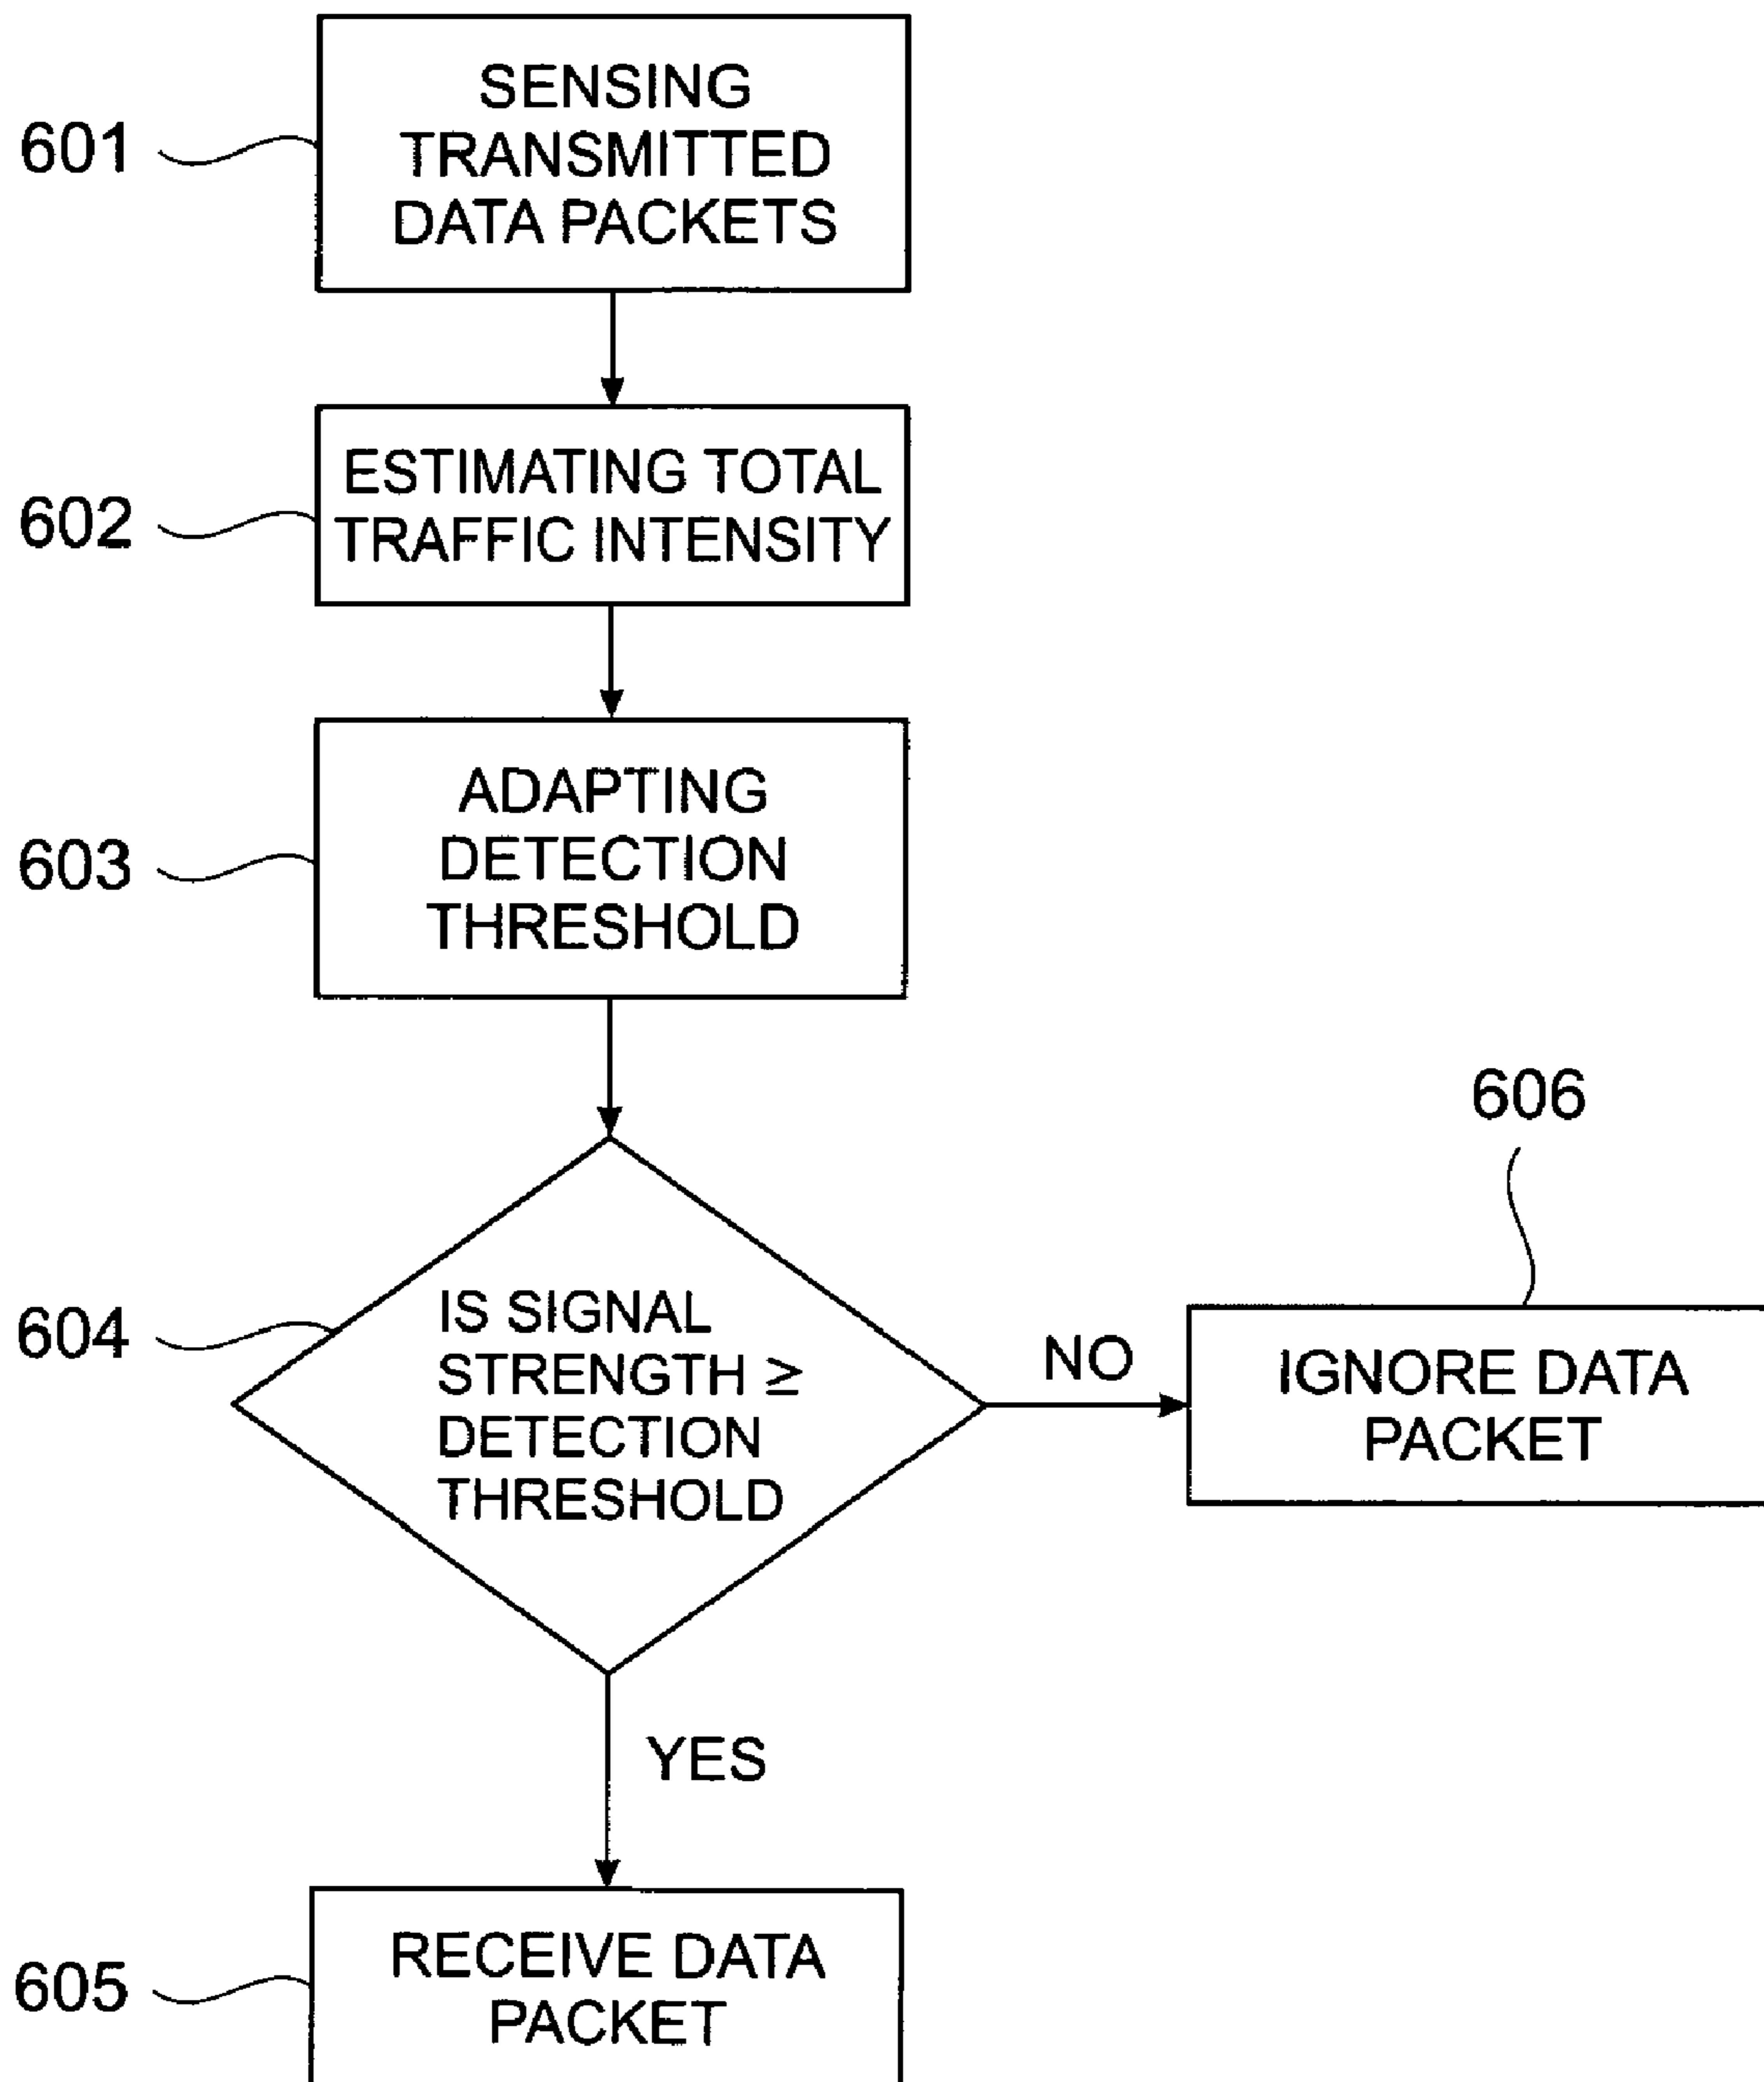 601
SENSING
TRANSMITTED
DATA PACKETS
602
ESTIMATING TOTAL
TRAFFIC INTENSITY
603
ADAPTING
DETECTION
THRESHOLD
604
IS SIGNAL
STRENGTH ≥
DETECTION
THRESHOLD
NO
606
IGNORE DATA
PACKET
YES
605
RECEIVE DATA
PACKET